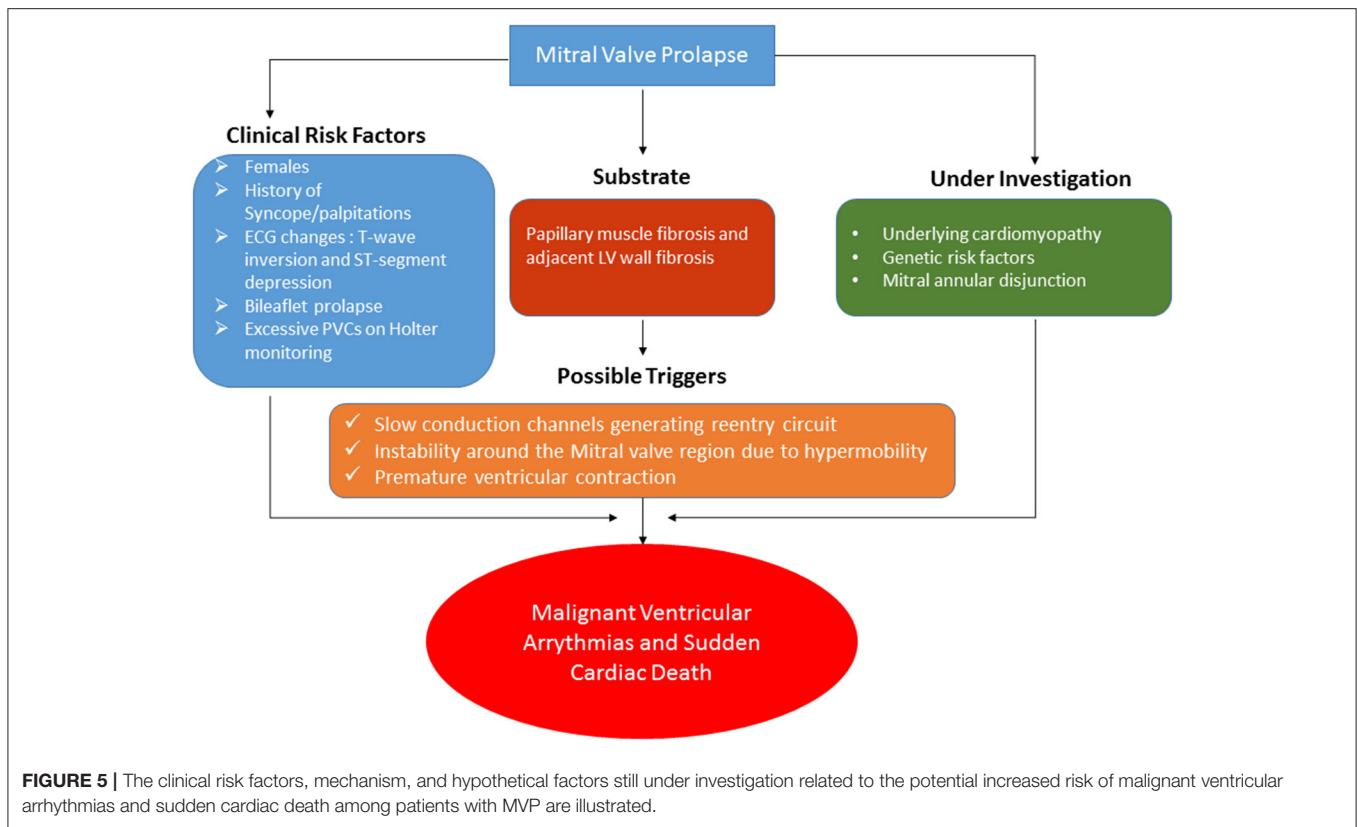 Mitral Valve Prolapse
Clinical Risk Factors
➢ Females
➢ History of
Syncope/palpitations
➢ ECG changes : T-wave
inversion and ST-segment
depression
➢ Bileaflet prolapse
➢ Excessive PVCs on Holter
monitoring
Substrate
Papillary muscle fibrosis and
adjacent LV wall fibrosis
Under Investigation
• Underlying cardiomyopathy
• Genetic risk factors
• Mitral annular disjunction
Possible Triggers
✓ Slow conduction channels generating reentry circuit
✓ Instability around the Mitral valve region due to hypermobility
✓ Premature ventricular contraction
Malignant Ventricular
Arrythmias and Sudden
Cardiac Death
FIGURE 5 | The clinical risk factors, mechanism, and hypothetical factors still under investigation related to the potential increased risk of malignant ventricular
arrhythmias and sudden cardiac death among patients with MVP are illustrated.